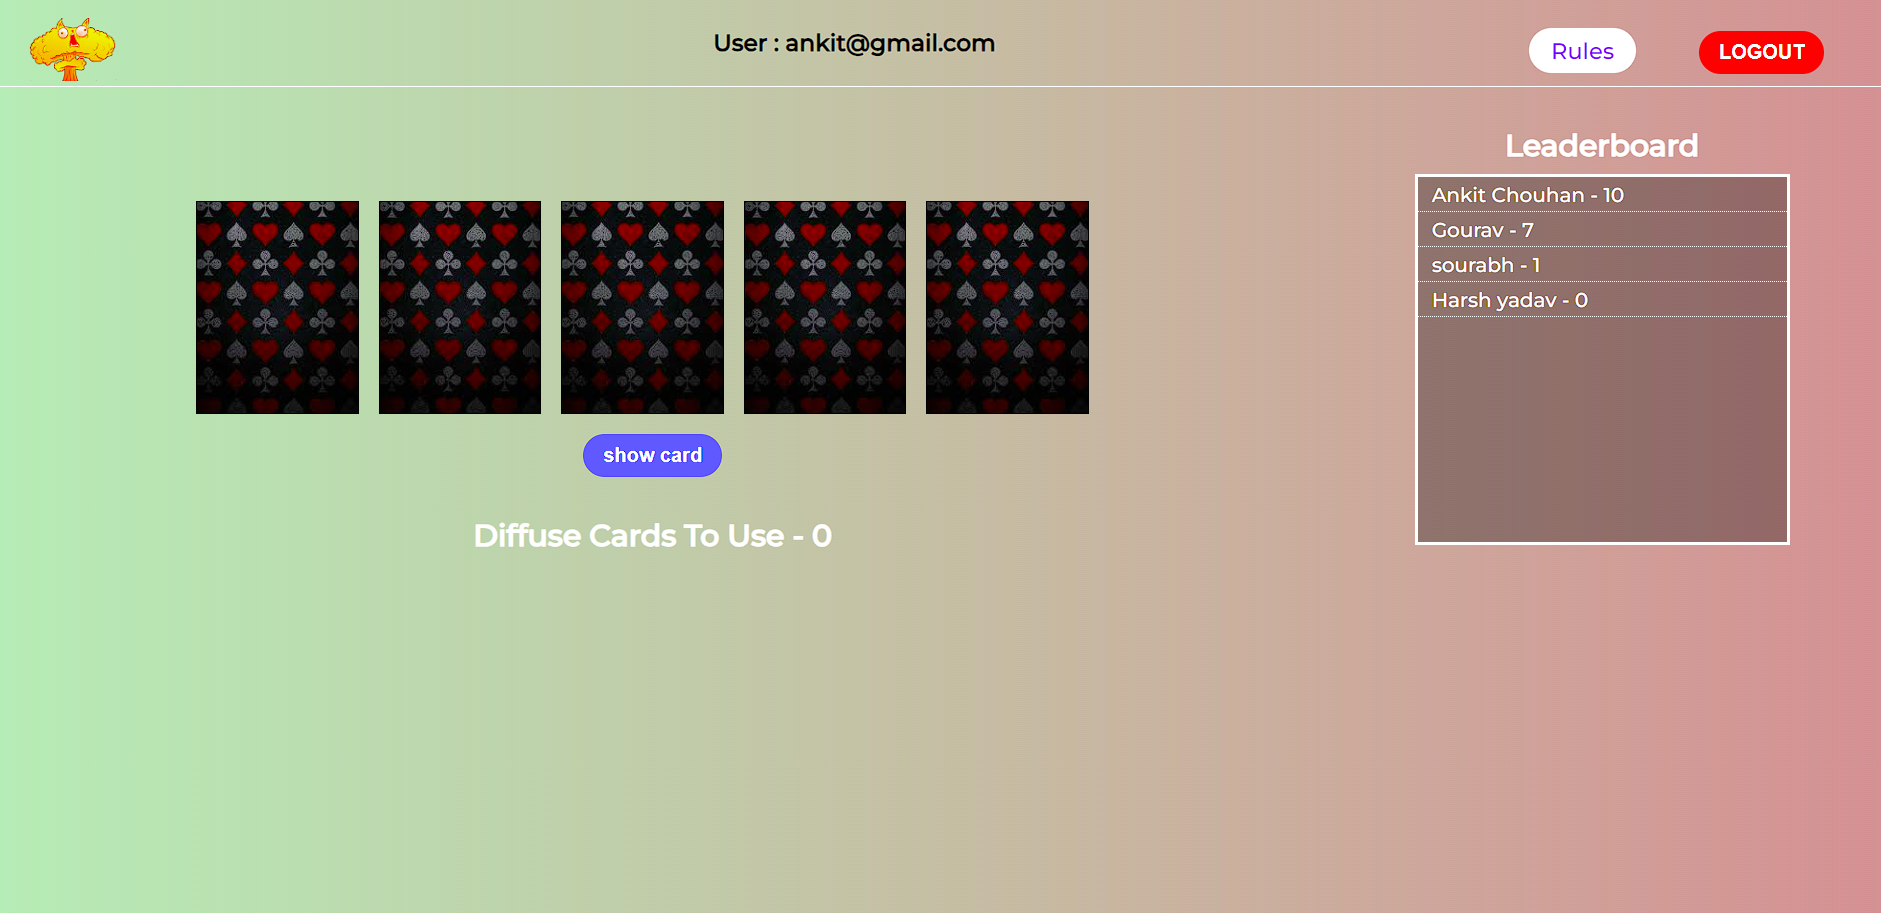 User : ankit@gmail.com
Rules
LOGOUT
Leaderboard
Ankit Chouhan - 10
Gourav - 7
sourabh - 1
Harsh yadav - 0
show card
Diffuse Cards To Use - 0